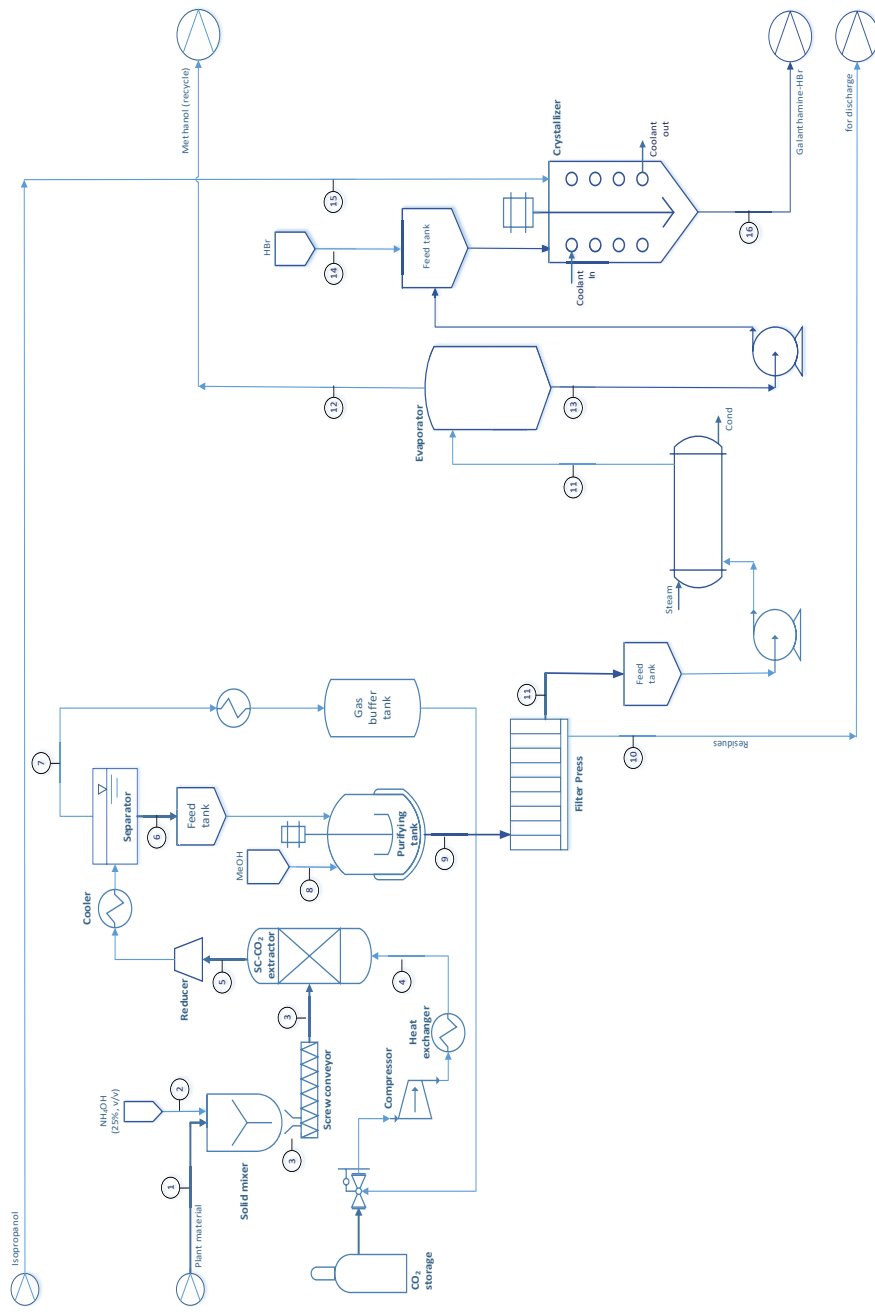 Isopropanol
Plant material
1
NH4OH
(25%, v/v)
2
Solid mixer
3
Screw conveyor
3
CO2
storage
Compressor
Heat
exchanger
4
SC-CO2
extractor
5
Reducer
Cooler
Separator
6
7
Feed
tank
MeOH
8
Purifying
tank
9
Gas
buffer
tank
Filter Press
10
Residues
11
Feed
tank
Steam
Cond
11
Evaporator
12
Methanol (recycle)
13
HBr
14
Feed tank
15
Crystallizer
Coolant
In
Coolant
out
16
Galanthamine-HBr
for discharge